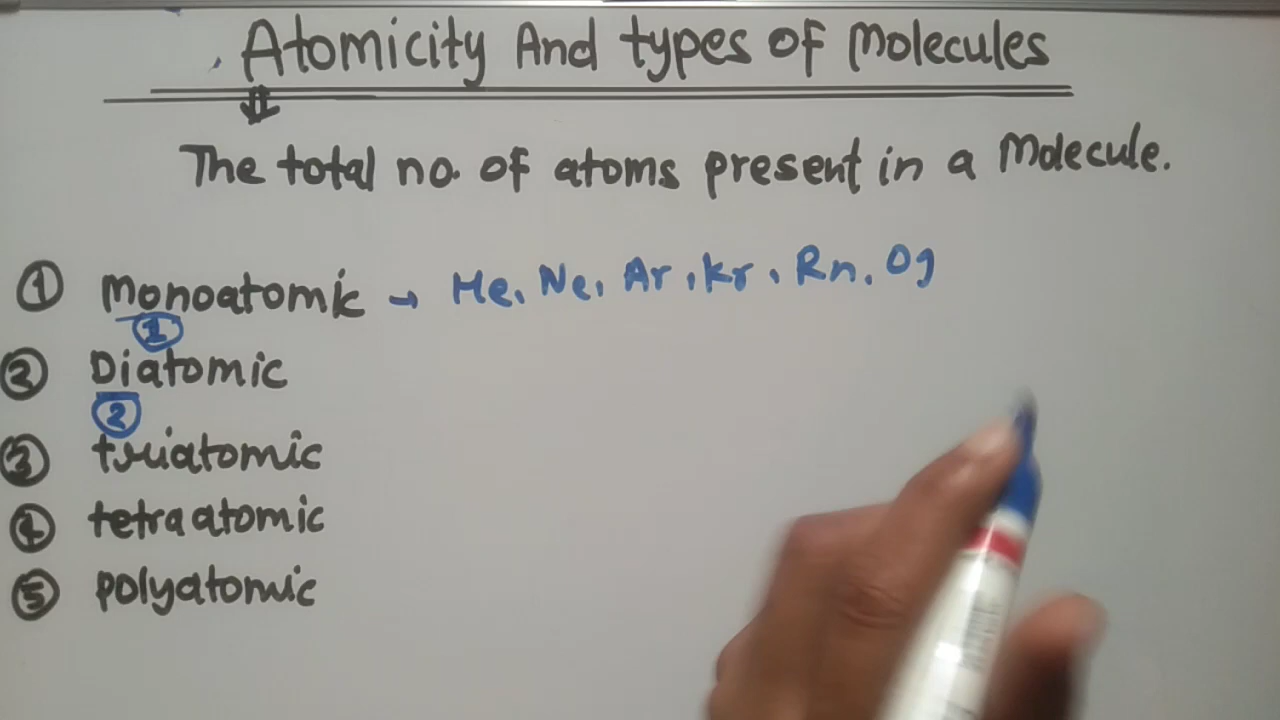 Atomicity And types of Molecules
The total no. of atoms present in a Molecule.
① Monoatomic → He, Ne, Ar, Kr, Rn, Og
①
② Diatomic
②
③ triatomic
④ tetraatomic
⑤ polyatomic